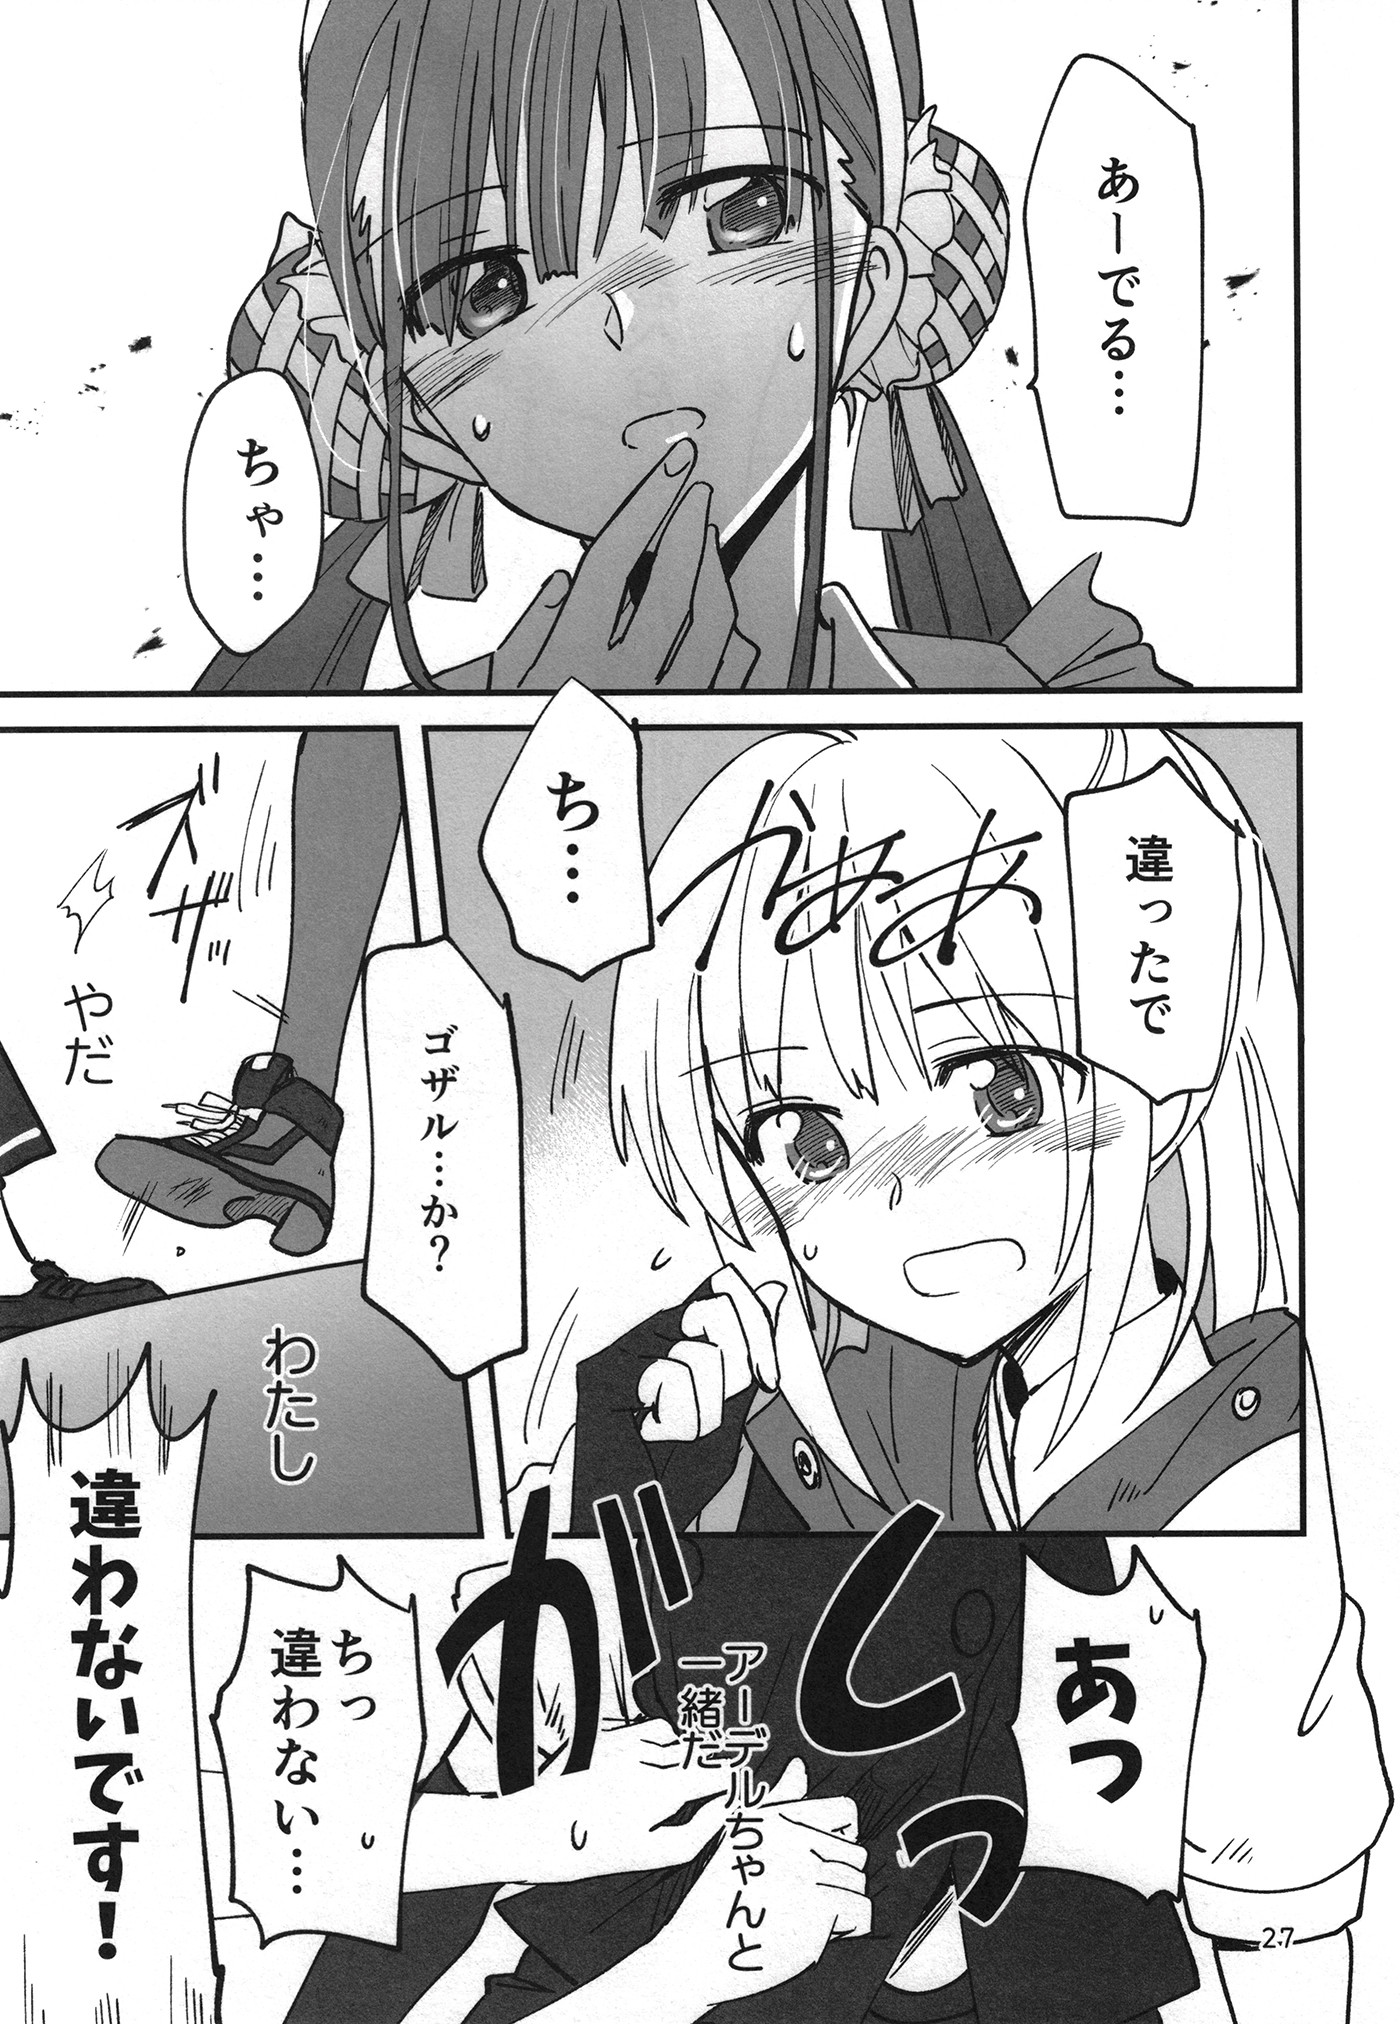 あーでる…
ちゃ…
違ったで
かぁぁあ
ち…
ゴザル…か？
ズ
ズザ
やだ
わたし
あっ
がしっ
アーデルちゃんと
一緒だ
ちっ
違わない…
違わないです！
27